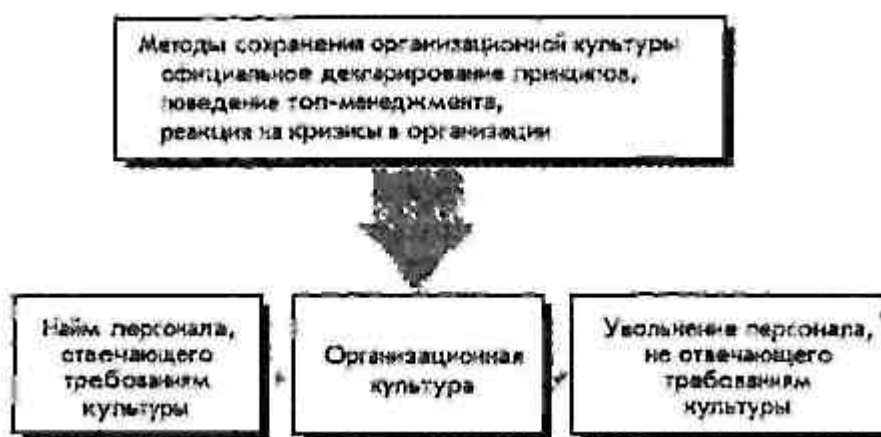 Методы сохранения организационной культуры
официальное декларирование принципов,
поведение топ-менеджмента,
реакция на кризисы в организации
Найм персонала,
отвечающего
требованиям
культуры
Организационная
культура
Увольнение персонала,
не отвечающего
требованиям
культуры